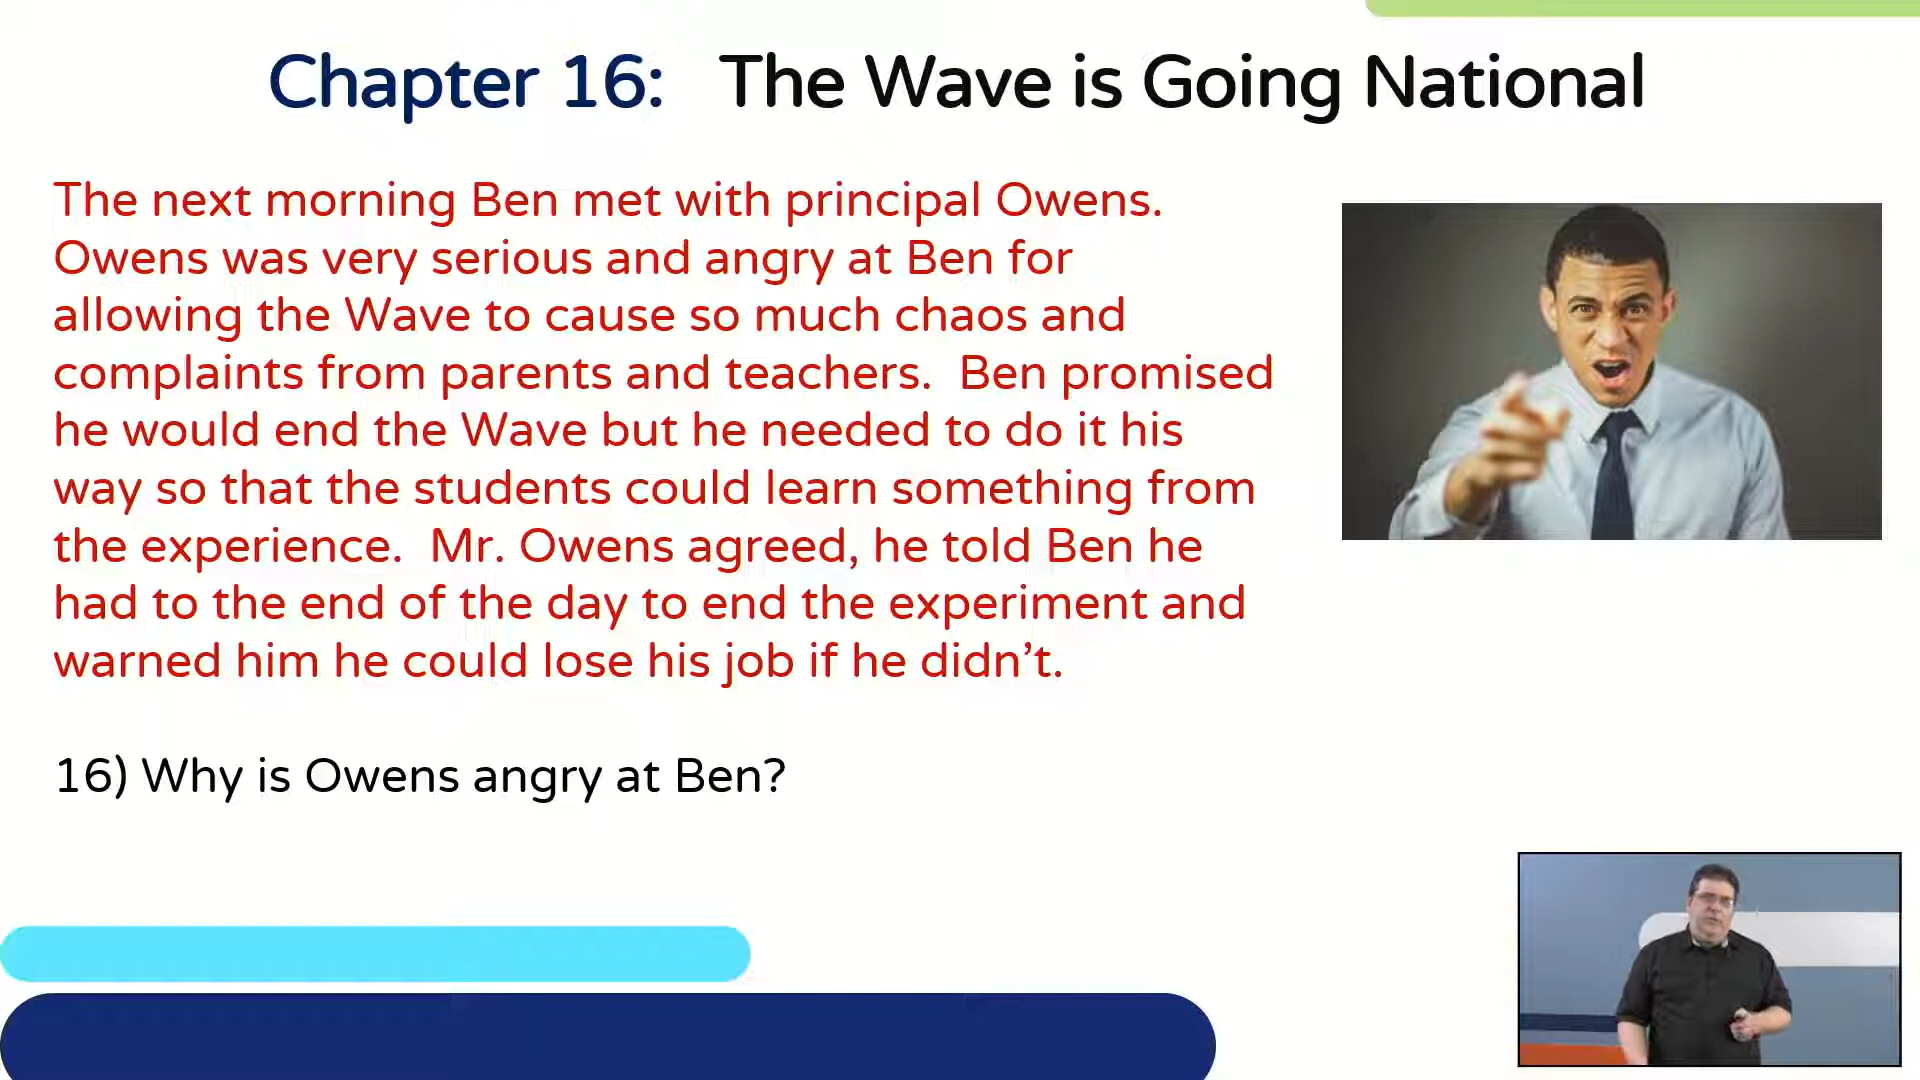 Chapter 16: The Wave is Going National
The next morning Ben met with principal Owens.
Owens was very serious and angry at Ben for
allowing the Wave to cause so much chaos and
complaints from parents and teachers. Ben promised
he would end the Wave but he needed to do it his
way so that the students could learn something from
the experience. Mr. Owens agreed, he told Ben he
had to the end of the day to end the experiment and
warned him he could lose his job if he didn’t.
16) Why is Owens angry at Ben?